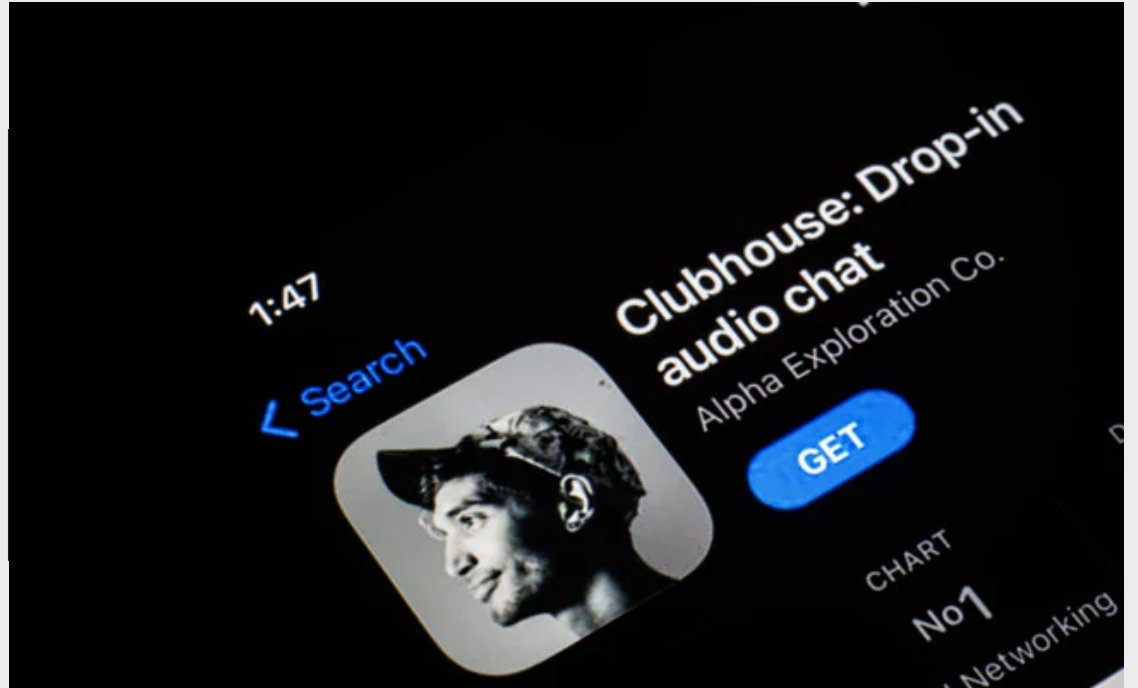 1:47
Search
Clubhouse: Drop-in
audio chat
Alpha Exploration Co.
GET
CHART
No1
Networking